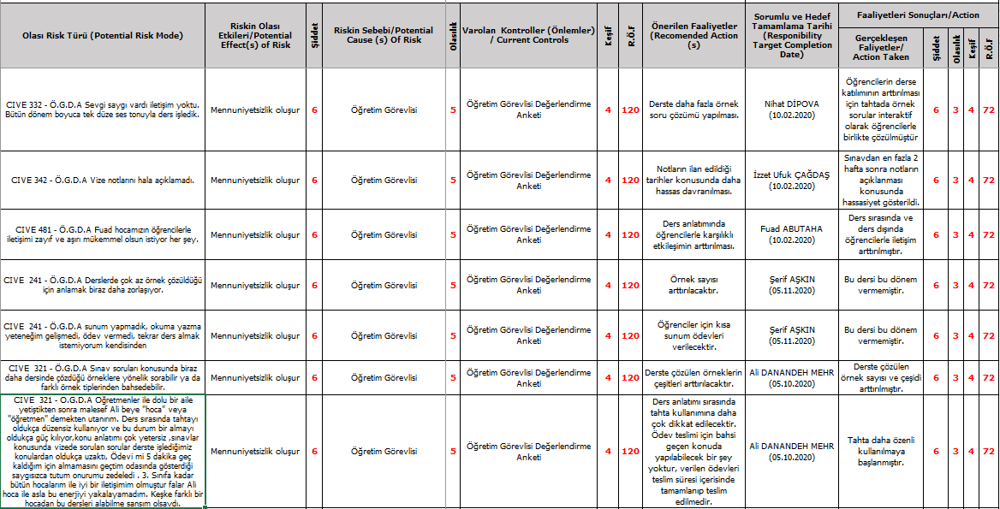 Olası Risk Türü (Potential Risk Mode)
Riskin Olası
Etkileri/Potential
Effect(s) of Risk
Şiddet
Riskin Sebebi/Potential
Cause (s) Of Risk
Olasılık
Varolan Kontroller (Önlemler)
/ Current Controls
Keşif
R.Ö.F
Önerilen Faaliyetler
(Recomended Action
(s)
Sorumlu ve Hedef
Tamamlama Tarihi
(Responibility
Target Completion
Date)
Faaliyetleri Sonuçları/Action
Gerçekleşen
Faliyetler/
Action Taken
Şiddet
Olasılık
Keşif
R.Ö.F
CIVE 332 - Ö.G.D.A Sevgi saygı vardı iletişim yoktu.
Bütün dönem boyuca tek düze ses tonuyla ders işledik.
Mennuniyetsizlik oluşur
6
Öğretim Görevlisi
5
Öğretim Görevlisi Değerlendirme
Anketi
4
120
Derste daha fazla örnek
soru çözümü yapılması.
Nihat DİPOVA
(10.02.2020)
Öğrencilerin derse
katılımının arttırılması
için tahtada örnek
sorular interaktif
olarak öğrencilerle
birlikte çözülmüştür
6
3
4
72
CIVE 342 - Ö.G.D.A Vize notlarını hala açıklamadı.
Mennuniyetsizlik oluşur
6
Öğretim Görevlisi
5
Öğretim Görevlisi Değerlendirme
Anketi
4
120
Notların ilan edildiği
tarihler konusunda daha
hassas davranılması.
İzzet Ufuk ÇAĞDAŞ
(10.02.2020)
Sınavdan en fazla 2
hafta sonra notların
açıklanması
konusunda
hassasiyet gösterildi.
6
3
4
72
CIVE 481 - Ö.G.D.A Fuad hocamızın öğrencilerle
iletişimi zayıf ve aşırı mükemmel olsun istiyor her şey.
Mennuniyetsizlik oluşur
6
Öğretim Görevlisi
5
Öğretim Görevlisi Değerlendirme
Anketi
4
120
Ders anlatımında
öğrencilerle karşılıklı
etkileşimin arttırılması.
Fuad ABUTAHA
(10.02.2020)
Ders sırasında ve
ders dışında
öğrencilerle iletişim
arttırılmıştır.
6
3
4
72
CIVE 241 - Ö.G.D.A Derslerde çok az örnek çözüldüğü
için anlamak biraz daha zorlaşıyor.
Mennuniyetsizlik oluşur
6
Öğretim Görevlisi
5
Öğretim Görevlisi Değerlendirme
Anketi
4
120
Örnek sayısı
arttırılacaktır.
Şerif AŞKIN
(05.11.2020)
Bu dersi bu dönem
vermemiştir.
6
3
4
72
CIVE 241 - Ö.G.D.A sunum yapmadık, okuma yazma
yeteneğim gelişmedi, ödev vermedi, tekrar ders almak
istemiyorum kendisinden
Mennuniyetsizlik oluşur
6
Öğretim Görevlisi
5
Öğretim Görevlisi Değerlendirme
Anketi
4
120
Öğrenciler için kısa
sunum ödevleri
verilecektir.
Şerif AŞKIN
(05.11.2020)
Bu dersi bu dönem
vermemiştir.
6
3
4
72
CIVE 321 - Ö.G.D.A Sınav soruları konusunda biraz
daha dersinde çözdüğü örneklere yönelik sorabilir ya da
farklı örnek tiplerinden bahsedebilir.
Mennuniyetsizlik oluşur
6
Öğretim Görevlisi
5
Öğretim Görevlisi Değerlendirme
Anketi
4
120
Derste çözülen örneklerin
çeşitleri arttırılacaktır.
Ali DANANDEH MEHR
(05.10.2020)
Derste çözülen
örnek sayısı ve çeşidi
arttırılmıştır.
6
3
4
72
CIVE 321 - Ö.G.D.A Öğretmenler ile dolu bir aile
yetiştikten sonra malesef Ali beye "hoca" veya
"öğretmen" demekten utanırım. Ders sırasında tahtayı
oldukça düzensiz kullanıyor ve bu durum bir almayı
oldukça güç kılıyor,konu anlatımı çok yetersiz ,sınavlar
konusunda vizede sorulan sorular derste işlediğimiz
konulardan oldukça uzaktı, Ödevi mi 5 dakika geç
kaldığım için almamasını geçtim odasında gösterdiği
saygısızca tutum onurumu zedeledi . 3. Sınıfa kadar
bütün hocalarım ile iyi bir iletişimim olmuştur falar Ali
hoca ile asla bu enerjiyi yakalayamadım. Keşke farklı bir
hocadan bu dersleri alabilme şansım olsaydı.
Mennuniyetsizlik oluşur
6
Öğretim Görevlisi
5
Öğretim Görevlisi Değerlendirme
Anketi
4
120
Ders anlatımı sırasında
tahta kullanımına daha
çok dikkat edilecektir.
Ödev teslimi için bahsi
geçen konuda
yapılabilecek bir şey
yoktur, verilen ödevleri
teslim süresi içerisinde
tamamlanıp teslim
edilmedir.
Ali DANANDEH MEHR
(05.10.2020)
Tahta daha özenli
kullanılmaya
başlanmıştır.
6
3
4
72